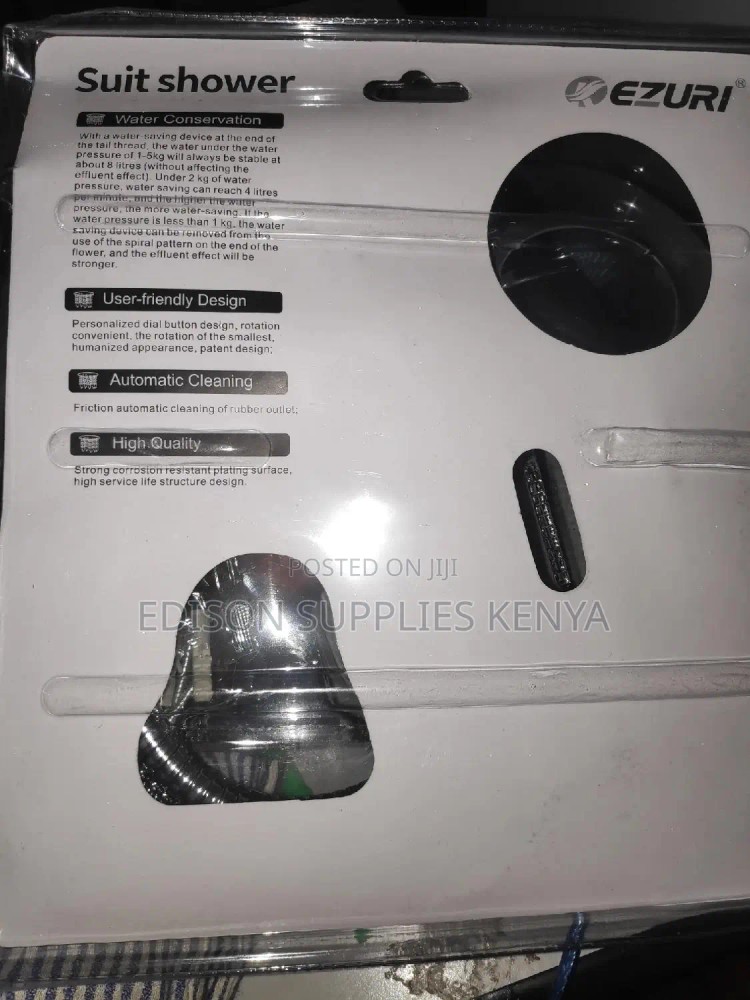 Suit shower
KEZURI®
Water Conservation
With a water-saving device at the end of
the tail thread, the water under the water
pressure of 1-5kg will always be stable at
about 8 litres (without affecting the
effluent effect). Under 2 kg of water
pressure, water saving can reach 4 litres
per minute, and the higher the water
pressure, the more water-saving. If the
water pressure is less than 1 kg, the water
saving device can be removed from the
use of the spiral pattern on the end of the
flower, and the effluent effect will be
stronger.
User-friendly Design
Personalized dial button design, rotation
convenient, the rotation of the smallest,
humanized appearance, patent design;
Automatic Cleaning
Friction automatic cleaning of rubber outlet;
High Quality
Strong corrosion resistant plating surface,
high service life structure design.
POSTED ON JIJI
EDISON SUPPLIES KENYA